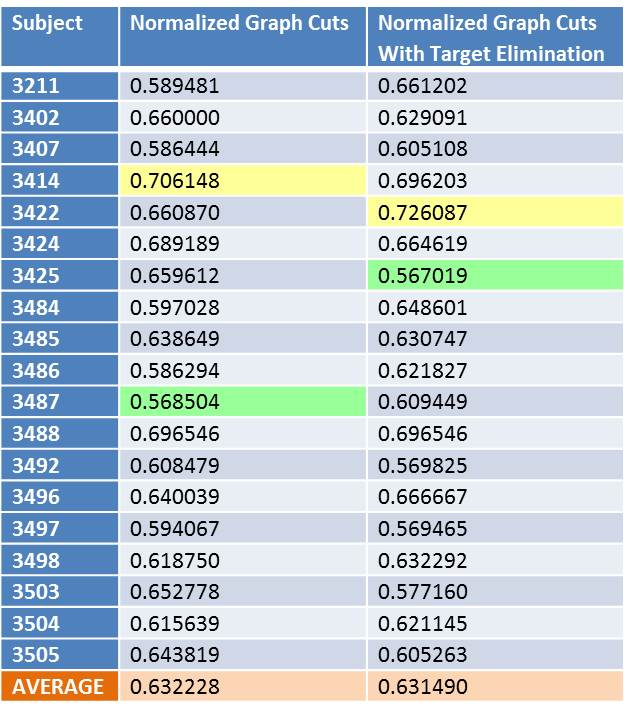 Subject Normalized Graph Cuts Normalized Graph Cuts
With Target Elimination
3211 0.589481 0.661202
3402 0.660000 0.629091
3407 0.586444 0.605108
3414 0.706148 0.696203
3422 0.660870 0.726087
3424 0.689189 0.664619
3425 0.659612 0.567019
3484 0.597028 0.648601
3485 0.638649 0.630747
3486 0.586294 0.621827
3487 0.568504 0.609449
3488 0.696546 0.696546
3492 0.608479 0.569825
3496 0.640039 0.666667
3497 0.594067 0.569465
3498 0.618750 0.632292
3503 0.652778 0.577160
3504 0.615639 0.621145
3505 0.643819 0.605263
AVERAGE 0.632228 0.631490